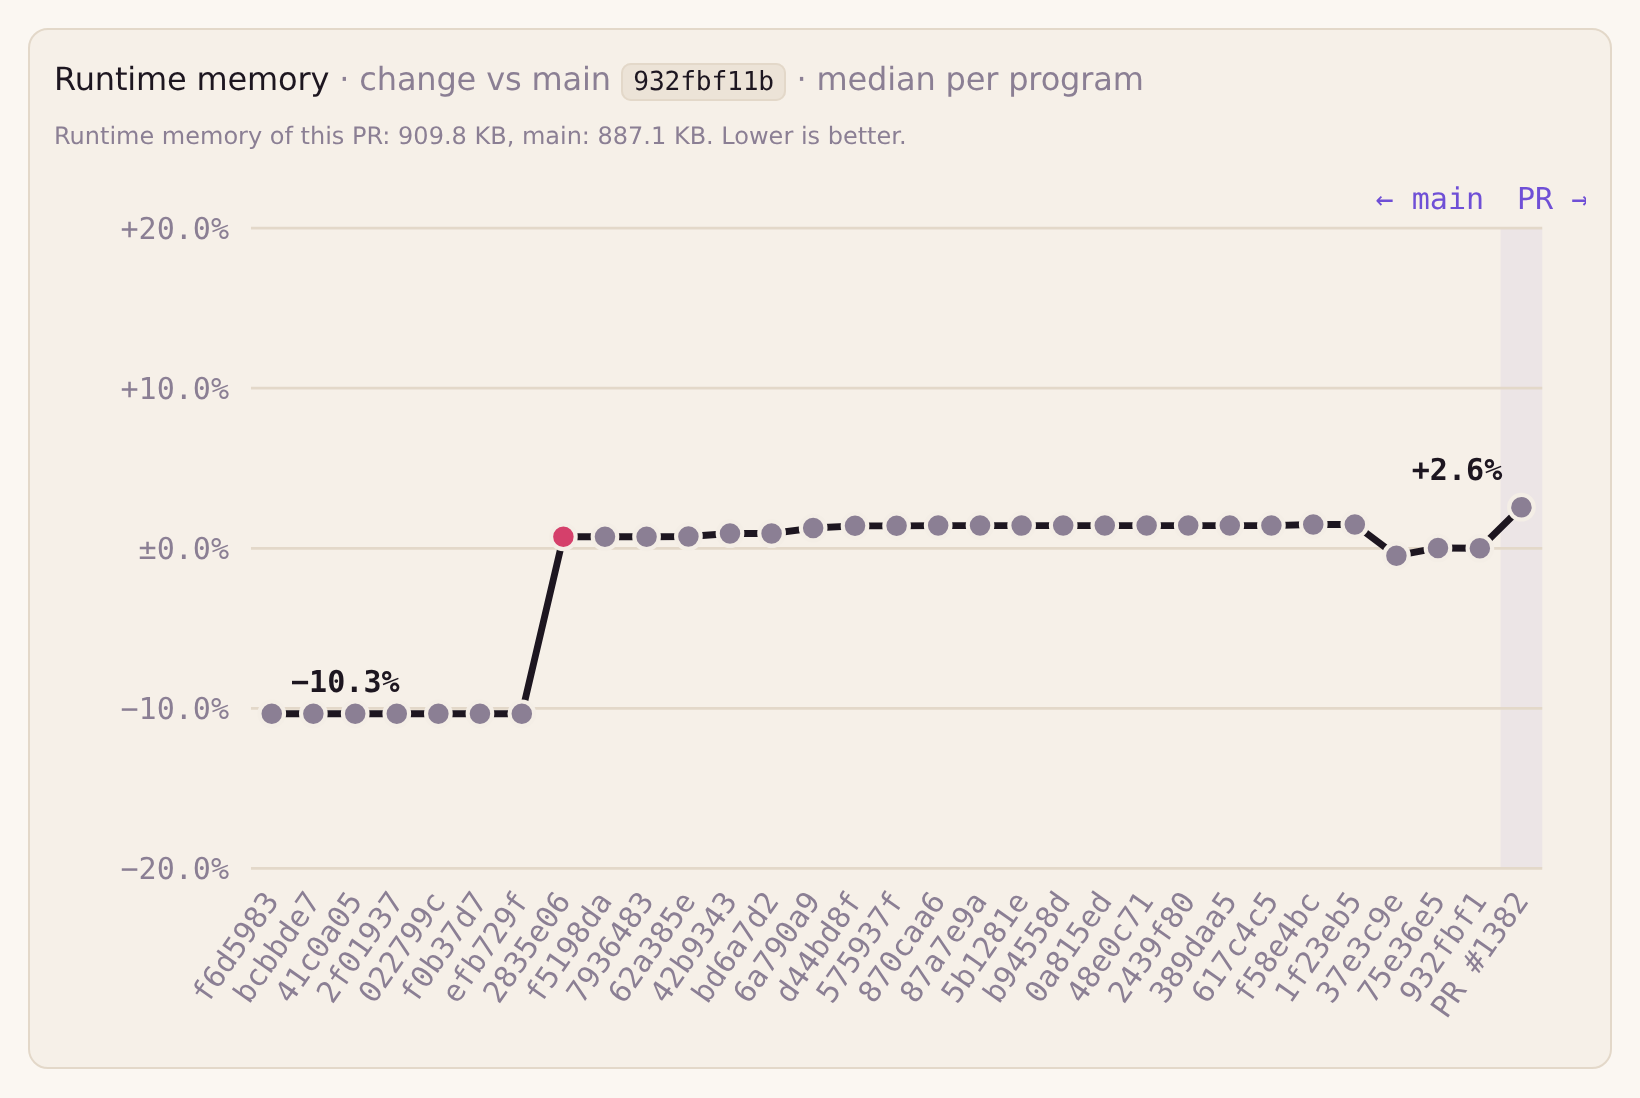 Runtime memory · change vs main 932fbf11b · median per program
Runtime memory of this PR: 909.8 KB, main: 887.1 KB. Lower is better.
← main PR →
+20.0%
+10.0%
±0.0%
−10.0%
−20.0%
−10.3%
+2.6%
f6d5983
bcbbde7
41c0a05
2f01937
022799c
f0b37d7
efb729f
2835e06
f5198da
7936483
62a385e
42b9343
bd6a7d2
6a790a9
d44bd8f
575937f
870caa6
87a7e9a
5b1281e
b94558d
0a815ed
48e0c71
2439f80
389daa5
617c4c5
f58e4bc
1f23eb5
37e3c9e
75e36e5
932fbf1
PR #1382